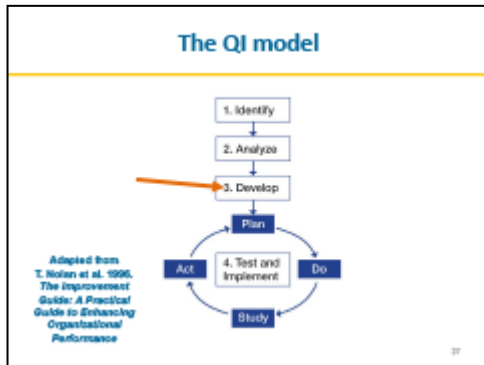 The QI model
1. Identify
2. Analyze
3. Develop
Plan
Act
4. Test and
Implement
Do
Study
Adapted from
T. Nolan et al. 1996.
The Improvement
Guide: A Practical
Guide to Enhancing
Organizational
Performance
27